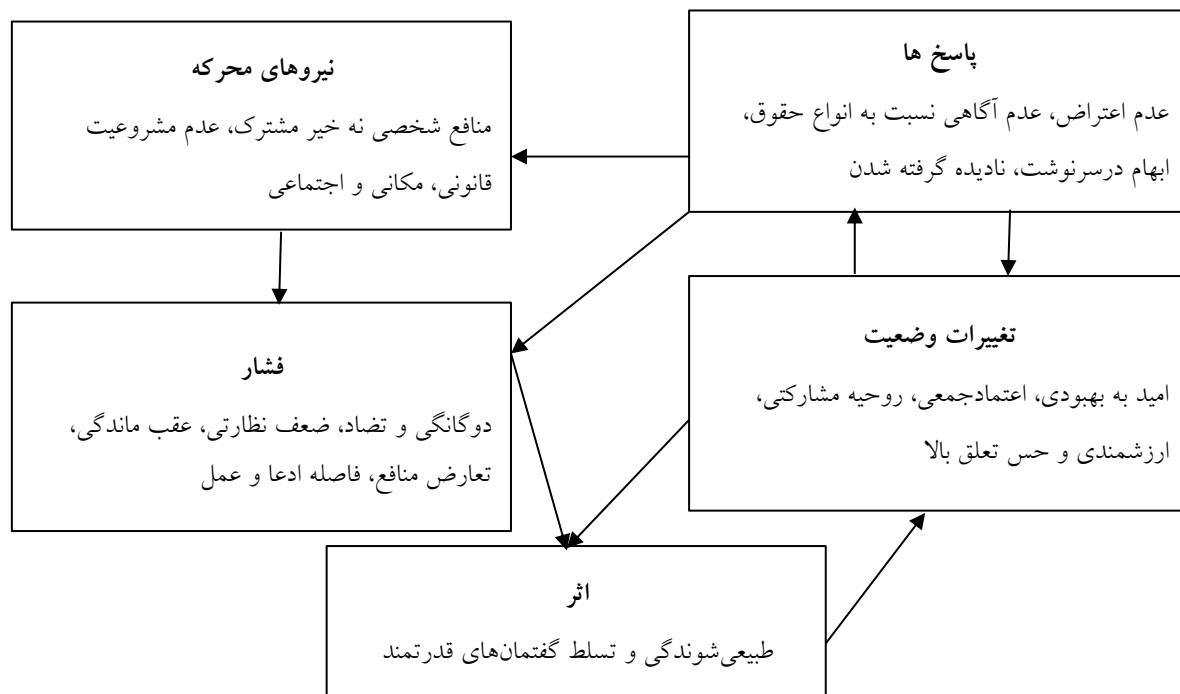 پاسخ ها
عدم اعتراض، عدم آگاهی نسبت به انواع حقوق،
ابهام درسرنوشت، نادیده گرفته شدن
نیروهای محرکه
منافع شخصی نه خیر مشترک، عدم مشروعیت
قانونی، مکانی و اجتماعی
تغییرات وضعیت
امید به بهبودی، اعتمادجمعی، روحیه مشارکتی،
ارزشمندی و حس تعلق بالا
فشار
دوگانگی و تضاد، ضعف نظارتی، عقب ماندگی،
تعارض منافع، فاصله ادعا و عمل
اثر
طبیعی‌شوندگی و تسلط گفتمان‌های قدرتمند